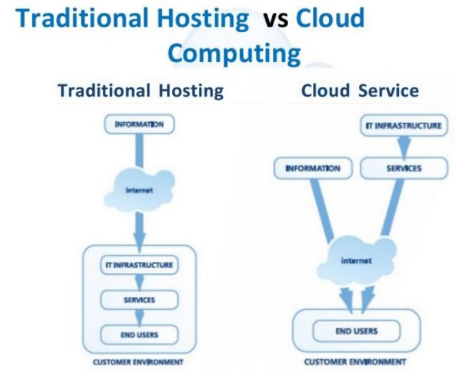 Traditional Hosting vs Cloud
Computing
Traditional Hosting
INFORMATION
internet
IT INFRASTRUCTURE
SERVICES
END USERS
CUSTOMER ENVIRONMENT
Cloud Service
IT INFRASTRUCTURE
INFORMATION
SERVICES
internet
END USERS
CUSTOMER ENVIRONMENT